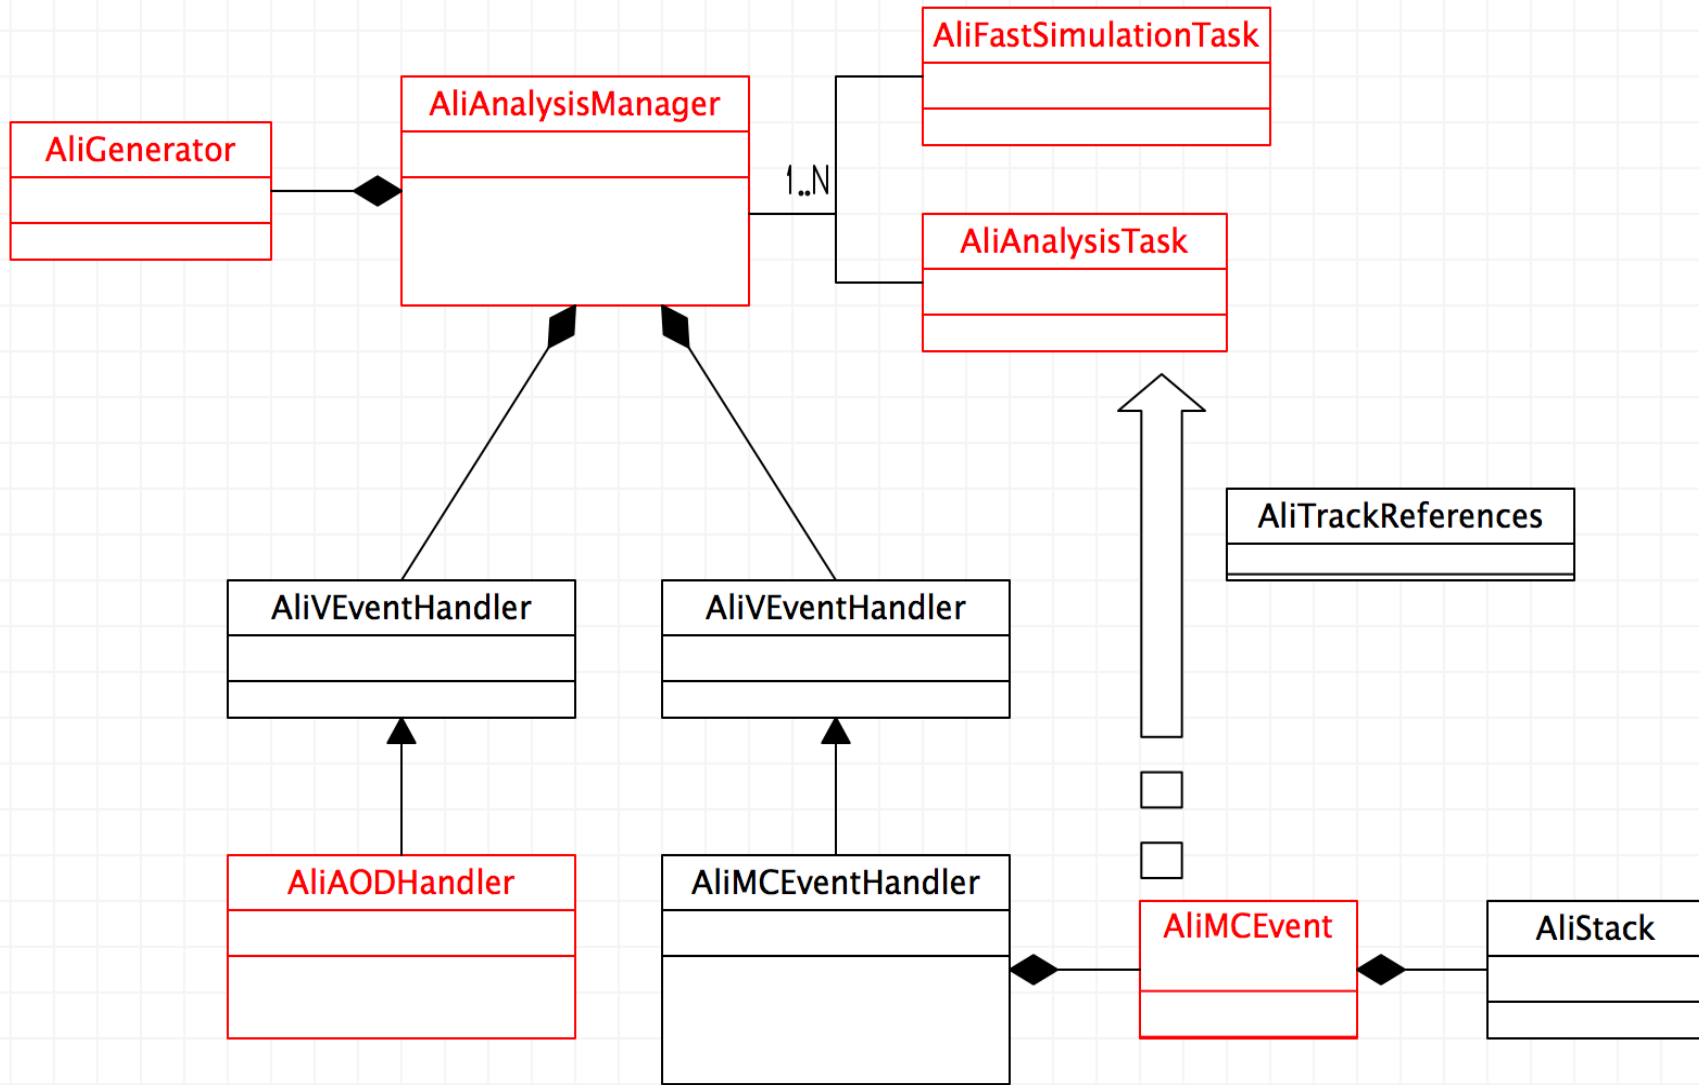 AliFastSimulationTask
AliAnalysisManager
AliGenerator
1..N
AliAnalysisTask
AliTrackReferences
AliVEventHandler
AliVEventHandler
AliAODHandler
AliMCEventHandler
AliMCEvent
AliStack